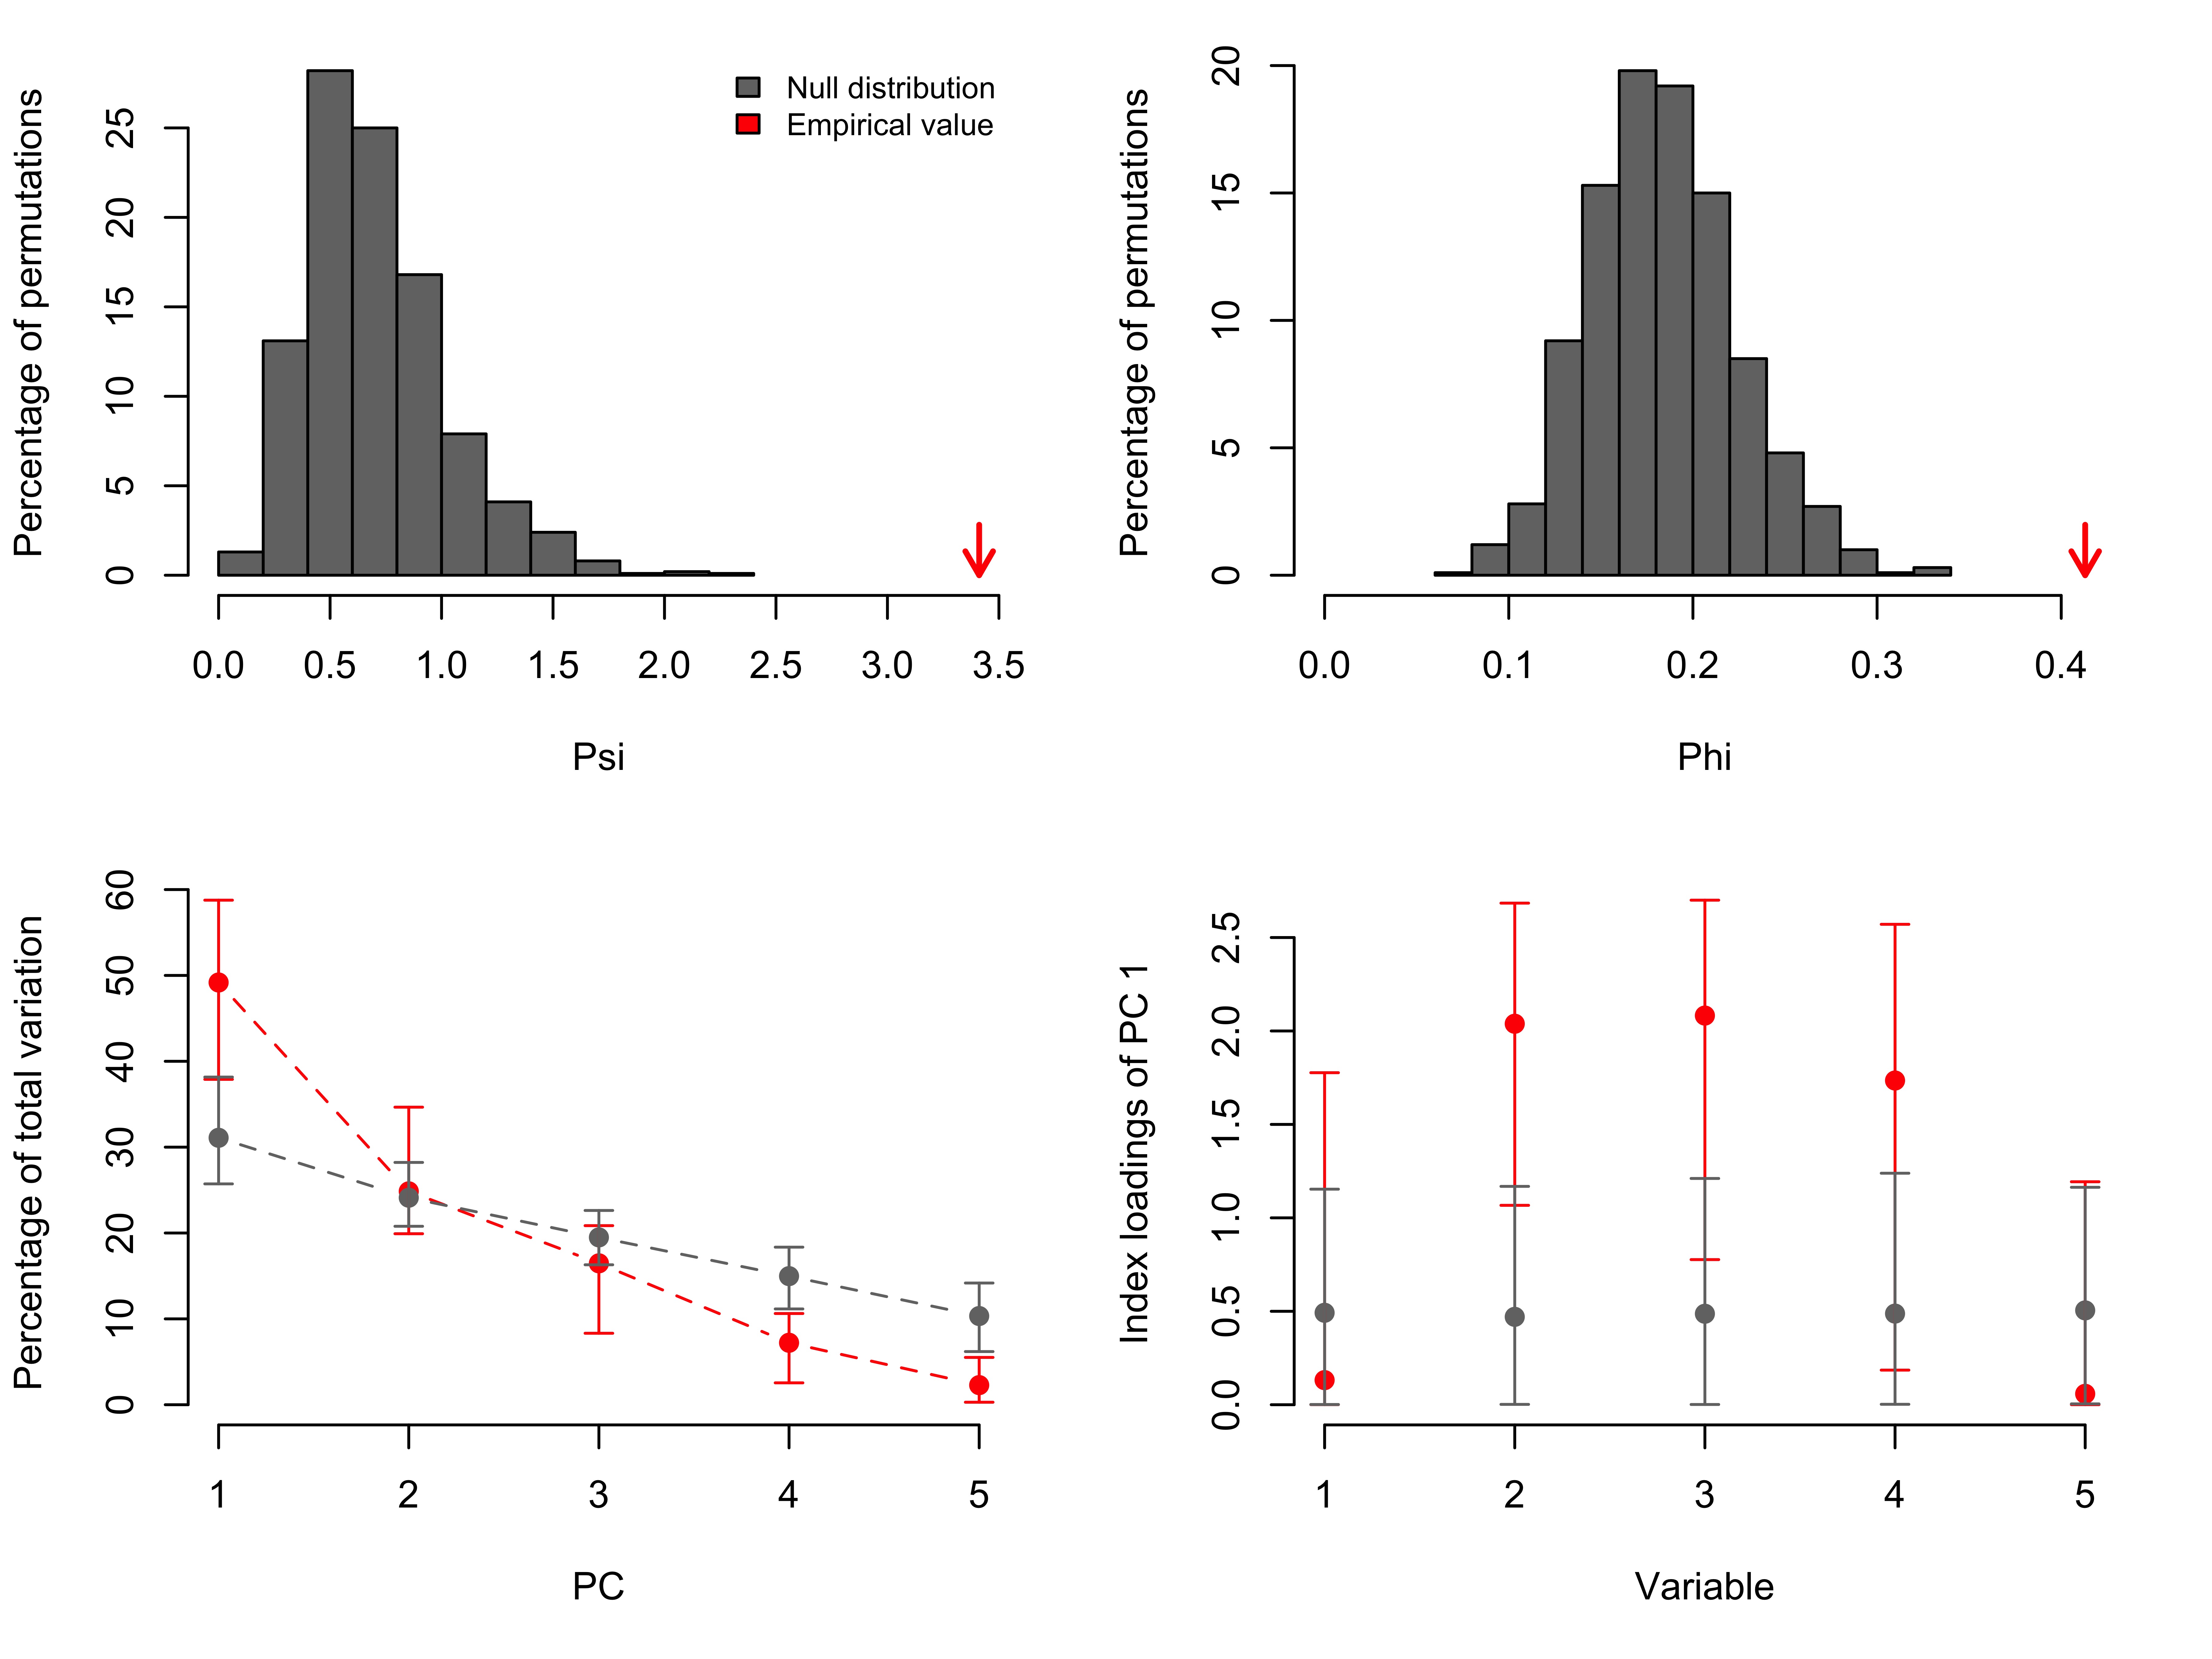 Percentage of permutations
25
20
15
10
5
0
Null distribution
Empirical value
0.0 0.5 1.0 1.5 2.0 2.5 3.0 3.5
Psi
Percentage of permutations
20
15
10
5
0
0.0 0.1 0.2 0.3 0.4
Phi
Percentage of total variation
60
50
40
30
20
10
0
1 2 3 4 5
PC
Index loadings of PC 1
2.5
2.0
1.5
1.0
0.5
0.0
1 2 3 4 5
Variable